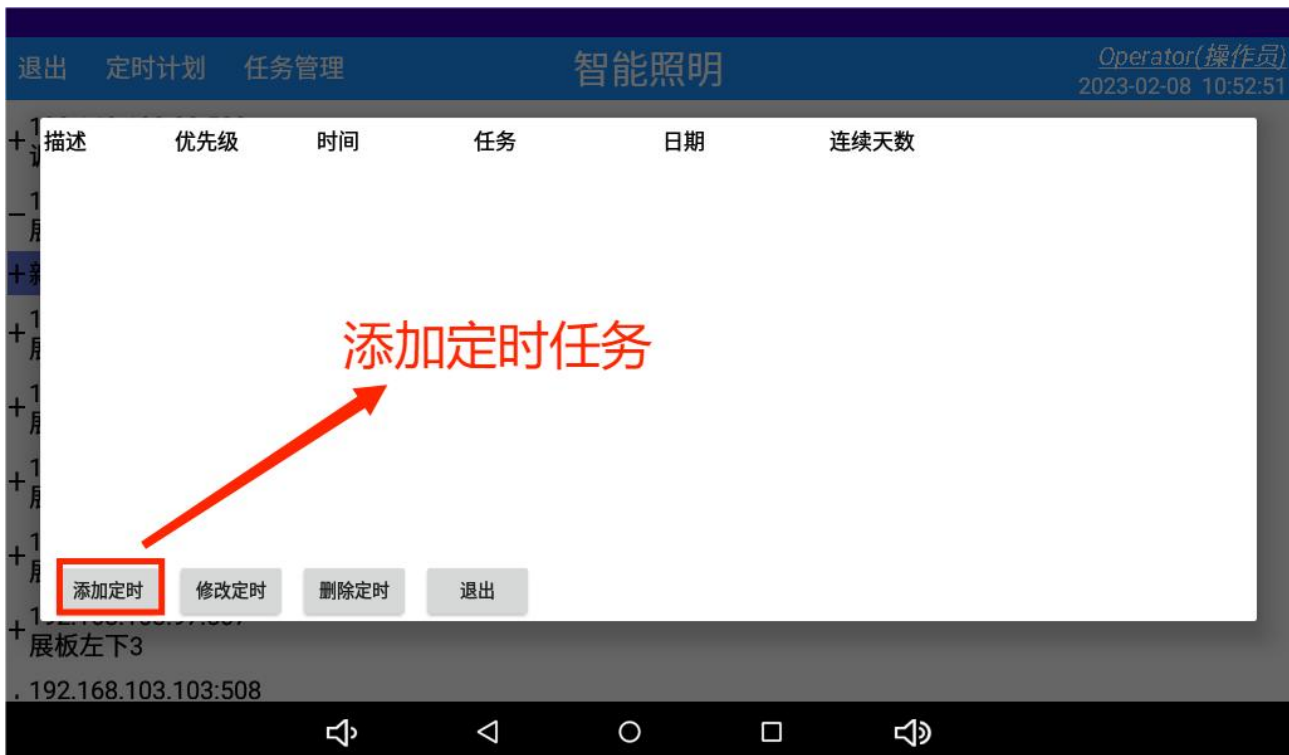 退出 定时计划 任务管理 智能照明 Operator(操作员)
2023-02-08 10:52:51
描述 优先级 时间 任务 日期 连续天数
添加定时任务
添加定时 修改定时 删除定时 退出
展板左下3
192.168.103.103:508